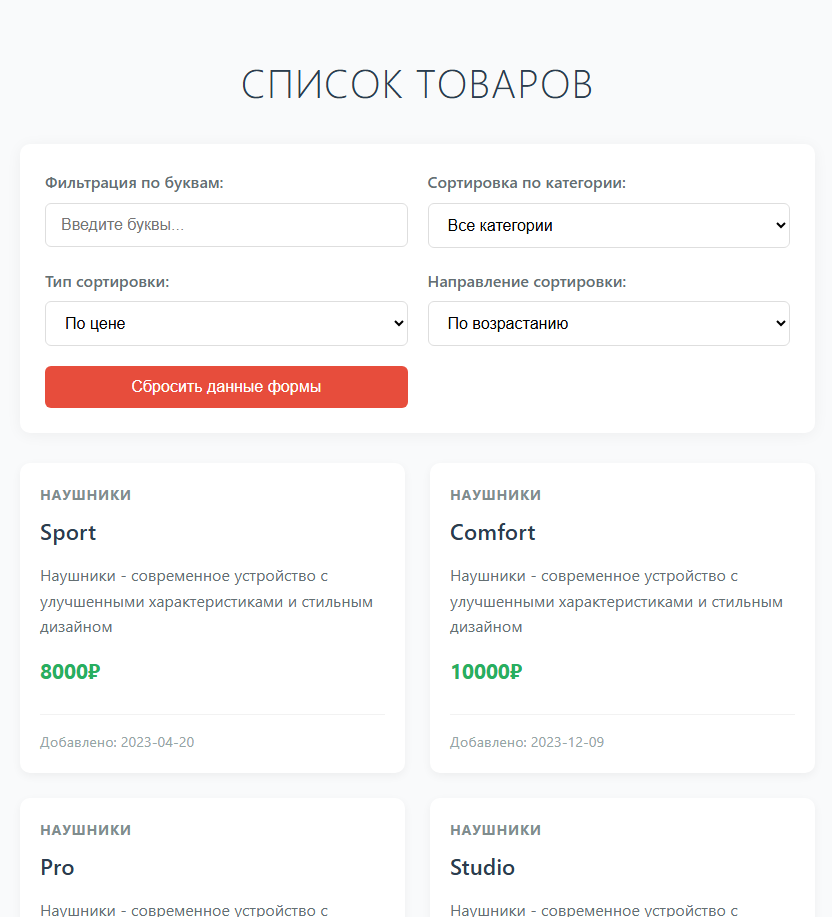 СПИСОК ТОВАРОВ
Фильтрация по буквам:
Сортировка по категории:
Введите буквы...
Все категории
Тип сортировки:
Направление сортировки:
По цене
По возрастанию
Сбросить данные формы
НАУШНИКИ
Sport
Наушники - современное устройство с
улучшенными характеристиками и стильным
дизайном
8000₽
Добавлено: 2023-04-20
НАУШНИКИ
Comfort
Наушники - современное устройство с
улучшенными характеристиками и стильным
дизайном
10000₽
Добавлено: 2023-12-09
НАУШНИКИ
Pro
Наушники - современное устройство с
НАУШНИКИ
Studio
Наушники - современное устройство с